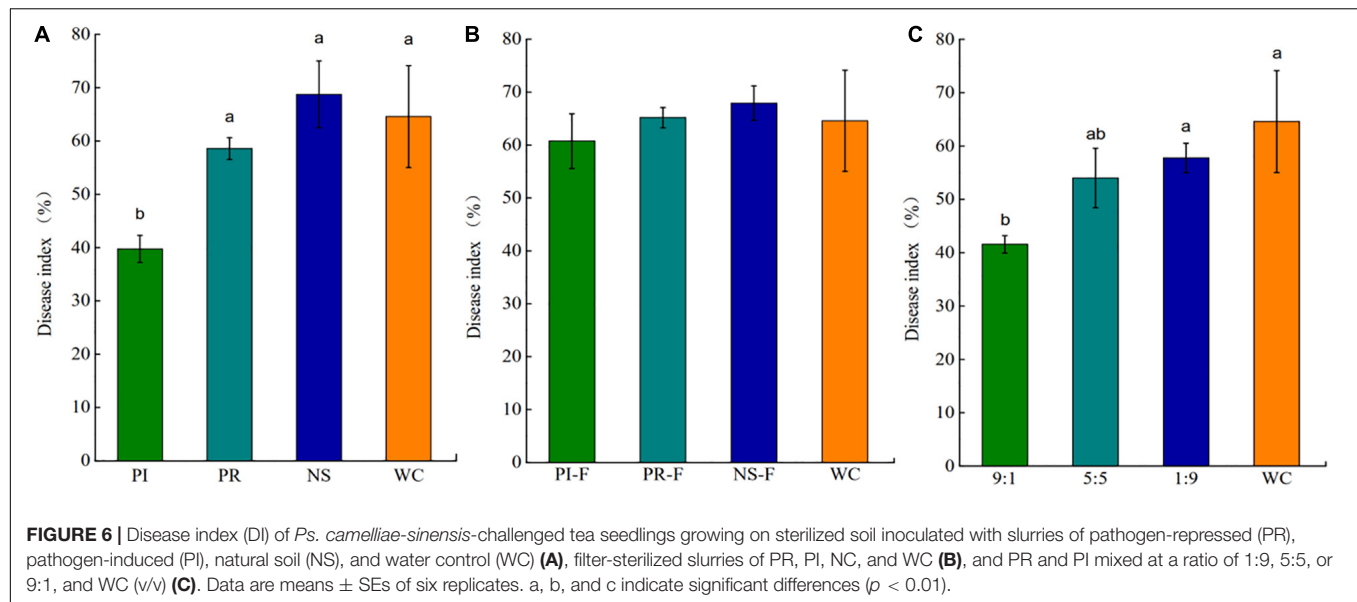 A
80
70
60
50
40
30
20
10
0
Disease index (%)
b
a
a
a
PI PR NS WC
B
80
70
60
50
40
30
20
10
0
Disease index (%)
PI-F PR-F NS-F WC
C
80
70
60
50
40
30
20
10
0
Disease index (%)
b
ab
a
a
9:1 5:5 1:9 WC
FIGURE 6 | Disease index (DI) of Ps. camelliae-sinensis-challenged tea seedlings growing on sterilized soil inoculated with slurries of pathogen-repressed (PR),
pathogen-induced (PI), natural soil (NS), and water control (WC) (A), filter-sterilized slurries of PR, PI, NC, and WC (B), and PR and PI mixed at a ratio of 1:9, 5:5, or
9:1, and WC (v/v) (C). Data are means ± SEs of six replicates. a, b, and c indicate significant differences (p < 0.01).